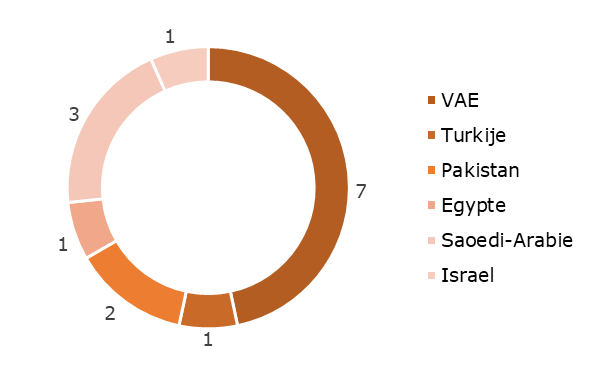 1
3
7
1
2
1
VAE
Turkije
Pakistan
Egypte
Saoedi-Arabie
Israel